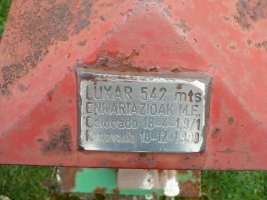 LUXAR 542 mts
ENKARTAZIOAK M.E.
Colocado 18-4-1971
Renovado 18-12-1999